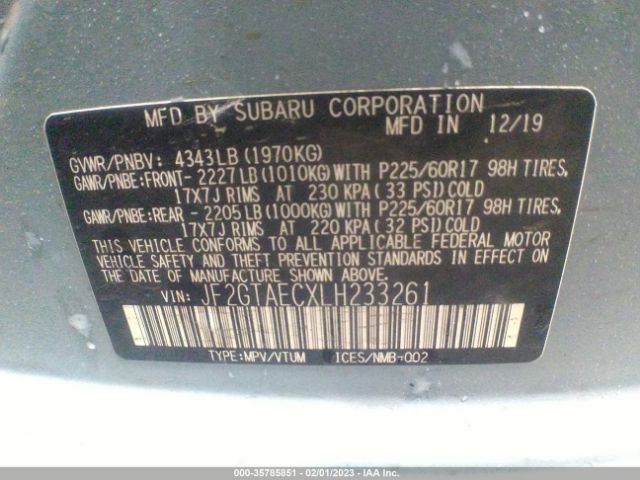 MFD BY SUBARU CORPORATION
MFD IN 12/19
GVWR/PNBV: 4343LB (1970KG)
GAWR/PNBE:FRONT- 2227LB (1010KG)WITH P225/60R17 98H TIRES,
17X7J RIMS AT 230 KPA( 33 PSI)COLD
GAWR/PNBE:REAR - 2205LB (1000KG)WITH P225/60R17 98H TIRES,
17X7J RIMS AT 220 KPA( 32 PSI)COLD
THIS VEHICLE CONFORMS TO ALL APPLICABLE FEDERAL MOTOR
VEHICLE SAFETY AND THEFT PREVENTION STANDARDS IN EFFECT
ON THE DATE OF MANUFACTURE SHOWN ABOVE.
VIN: JF2GTAECXLH233261
TYPE:MPV/VTUM ICES/NMB-002
000-35785851 - 02/01/2023 - IAAI.com